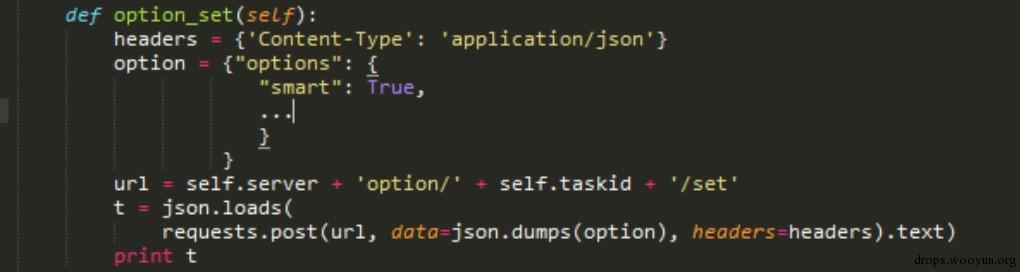 def option_set(self):
headers = {'Content-Type': 'application/json'}
option = {"options": {
"smart": True,
...
}
}
url = self.server + 'option/' + self.taskid + '/set'
t = json.loads(
requests.post(url, data=json.dumps(option), headers=headers).text)
print t
drops.wooyun.org